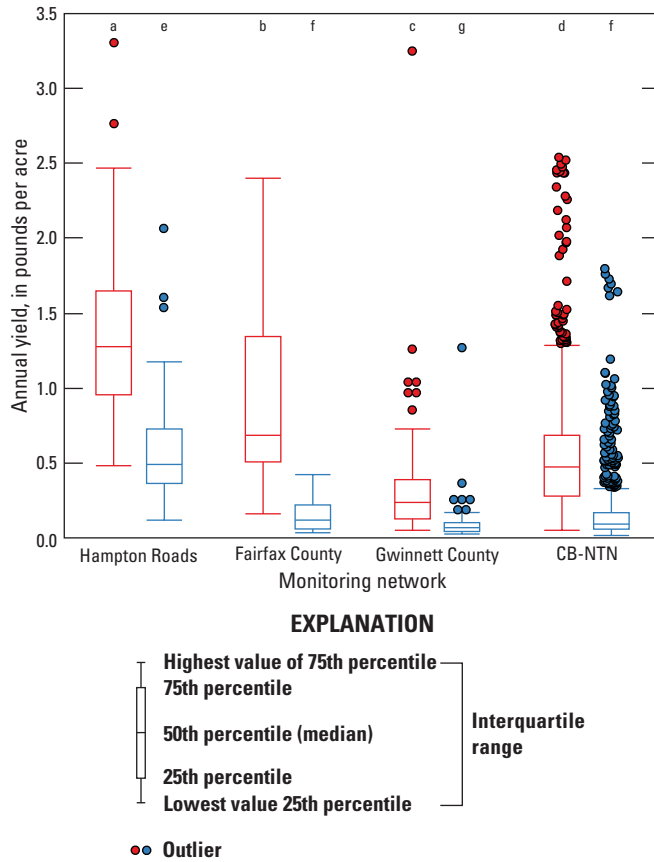 3.5
3.0
2.5
2.0
1.5
1.0
0.5
0.0
Annual yield, in pounds per acre
a e b f c g d f
Hampton Roads Fairfax County Gwinnett County CB-NTN
Monitoring network
EXPLANATION
Highest value of 75th percentile
75th percentile
50th percentile (median)
25th percentile
Lowest value 25th percentile
Interquartile
range
Outlier